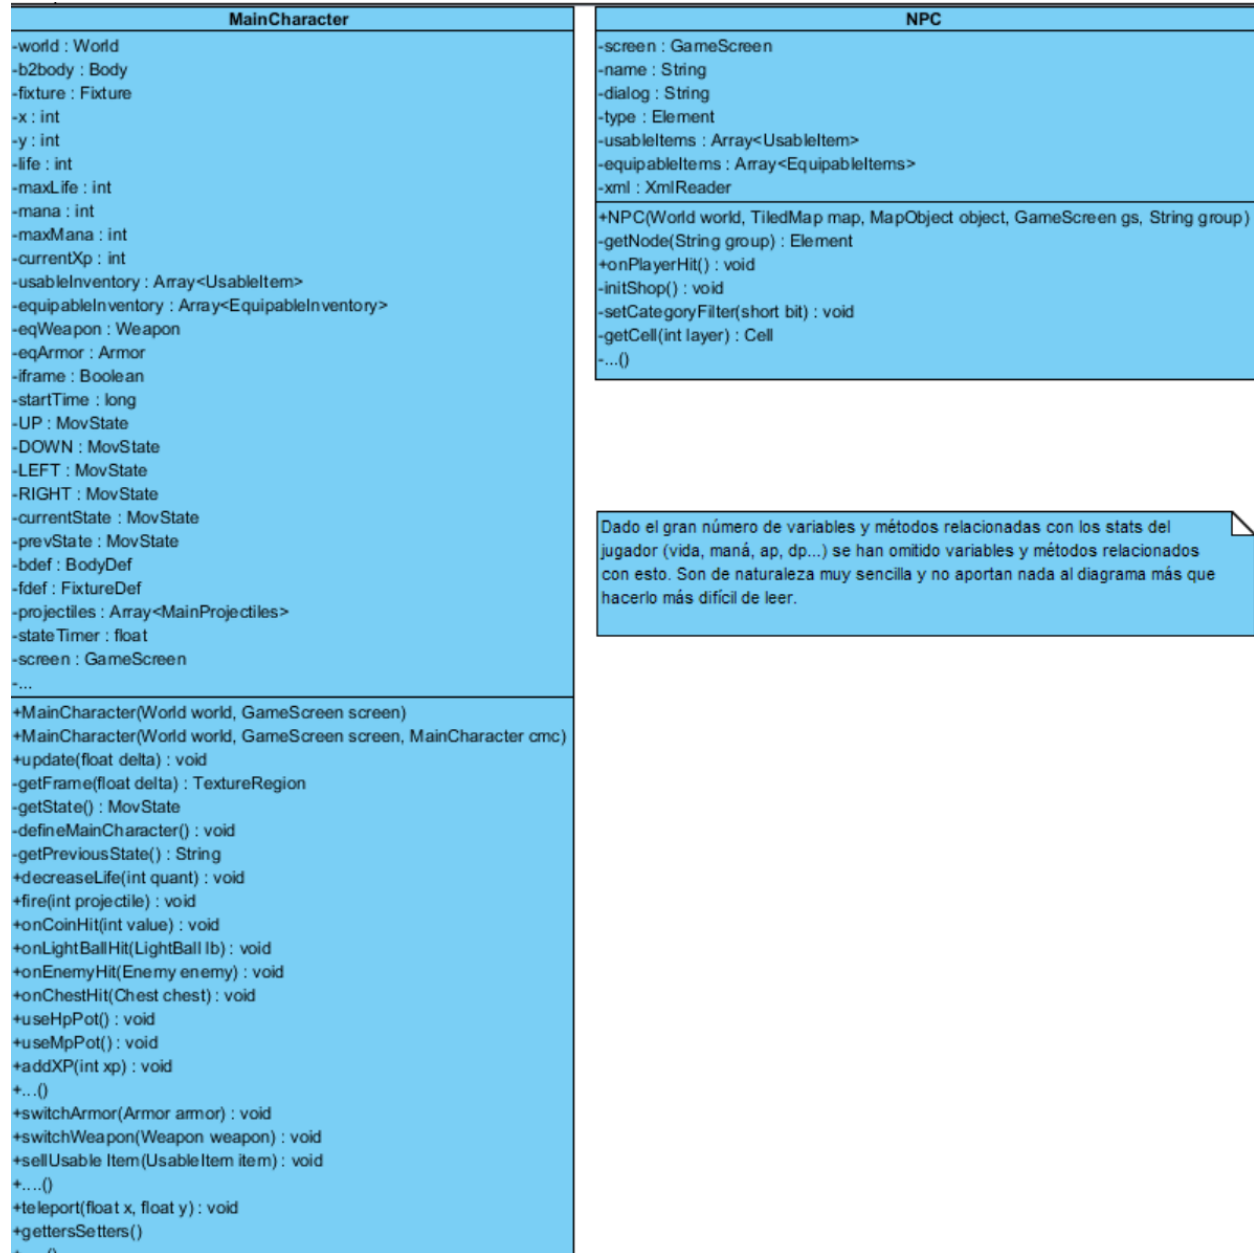 MainCharacter
-world : World
-b2body : Body
-fixture : Fixture
-x : int
-y : int
-life : int
-maxLife : int
-mana : int
-maxMana : int
-currentXp : int
-usableInventory : Array<UsableItem>
-equipableInventory : Array<EquipableInventory>
-eqWeapon : Weapon
-eqArmor : Armor
-iframe : Boolean
-startTime : long
-UP : MovState
-DOWN : MovState
-LEFT : MovState
-RIGHT : MovState
-currentState : MovState
-prevState : MovState
-bdef : BodyDef
-fdef : FixtureDef
-projectiles : Array<MainProjectiles>
-stateTimer : float
-screen : GameScreen
-...
+MainCharacter(World world, GameScreen screen)
+MainCharacter(World world, GameScreen screen, MainCharacter cmc)
+update(float delta) : void
-getFrame(float delta) : TextureRegion
-getState() : MovState
-defineMainCharacter() : void
-getPreviousState() : String
+decreaseLife(int quant) : void
+fire(int projectile) : void
+onCoinHit(int value) : void
+onLightBallHit(LightBall lb) : void
+onEnemyHit(Enemy enemy) : void
+onChestHit(Chest chest) : void
+useHpPot() : void
+useMpPot() : void
+addXP(int xp) : void
+...()
+switchArmor(Armor armor) : void
+switchWeapon(Weapon weapon) : void
+sellUsable Item(UsableItem item) : void
+....()
+teleport(float x, float y) : void
+gettersSetters()
NPC
-screen : GameScreen
-name : String
-dialog : String
-type : Element
-usableItems : Array<UsableItem>
-equipableItems : Array<EquipableItems>
-xml : XmlReader
+NPC(World world, TiledMap map, MapObject object, GameScreen gs, String group)
-getNode(String group) : Element
+onPlayerHit() : void
-initShop() : void
-setCategoryFilter(short bit) : void
-getCell(int layer) : Cell
-...()
Dado el gran número de variables y métodos relacionadas con los stats del
jugador (vida, maná, ap, dp...) se han omitido variables y métodos relacionados
con esto. Son de naturaleza muy sencilla y no aportan nada al diagrama más que
hacerlo más difícil de leer.